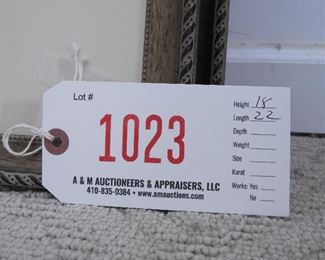 Lot #
1023
A & M AUCTIONEERS & APPRAISERS, LLC
410-835-0384 • www.amauctions.com
Height 18
Length 22
Depth
Weight
Size
Karat
Works: Yes
No